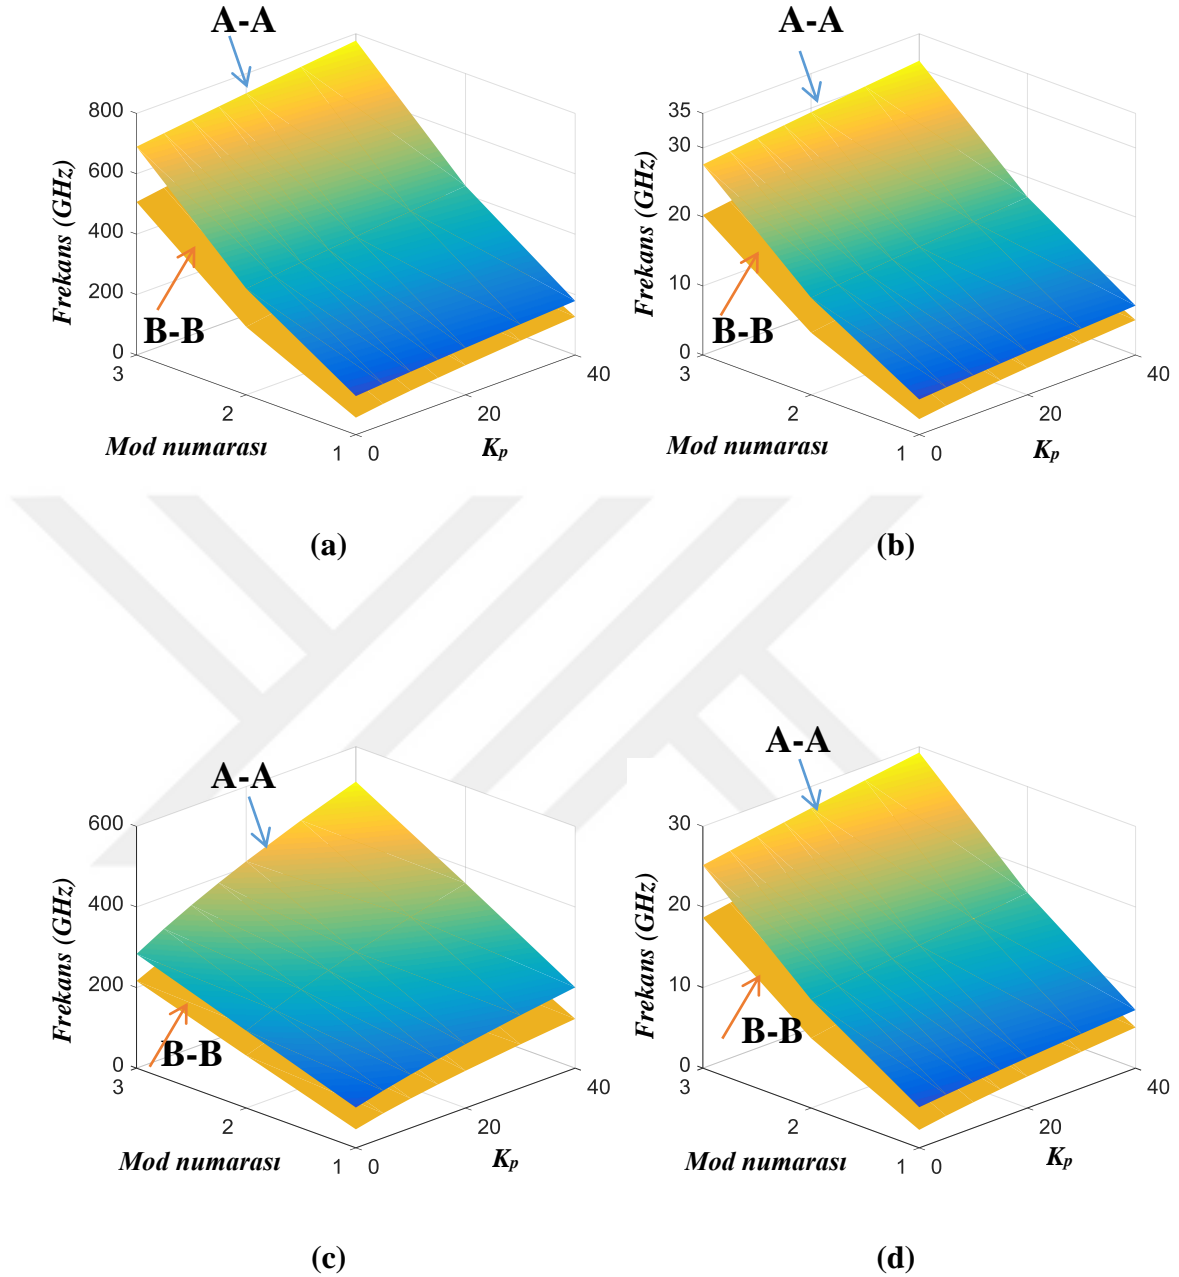 A-A
A-A
800
600
400
200
0
Frekans (GHz)
B-B
3
2
1
Mod numarası
0
20
40
Kₚ
35
30
20
10
0
Frekans (GHz)
B-B
3
2
1
Mod numarası
0
20
40
Kₚ
(a)
(b)
A-A
A-A
600
400
200
0
Frekans (GHz)
B-B
3
2
1
Mod numarası
0
20
40
Kₚ
30
20
10
0
Frekans (GHz)
B-B
3
2
1
Mod numarası
0
20
40
Kₚ
(c)
(d)